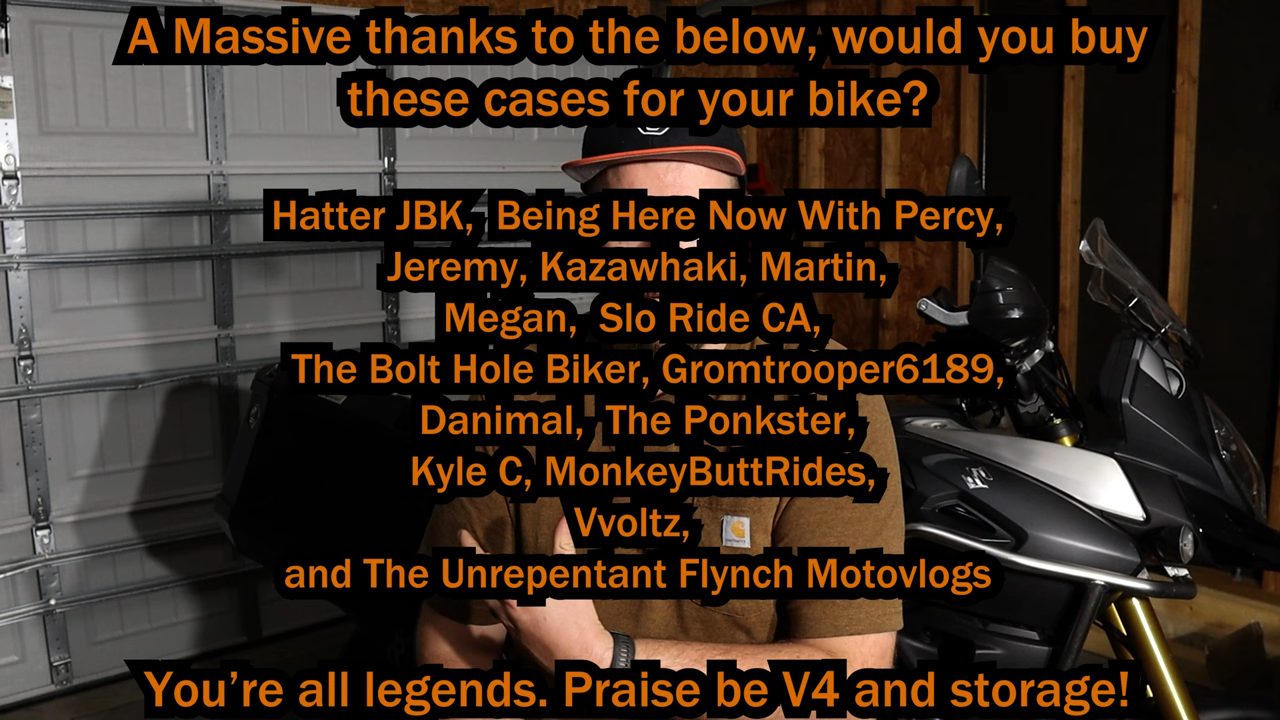 A Massive thanks to the below, would you buy
these cases for your bike?
Hatter JBK, Being Here Now With Percy,
Jeremy, Kazawhaki, Martin,
Megan, Slo Ride CA,
The Bolt Hole Biker, Gromtrooper6189,
Danimal, The Ponkster,
Kyle C, MonkeyButtRides,
Vvoltz,
and The Unrepentant Flynch Motovlogs
You're all legends. Praise be V4 and storage!